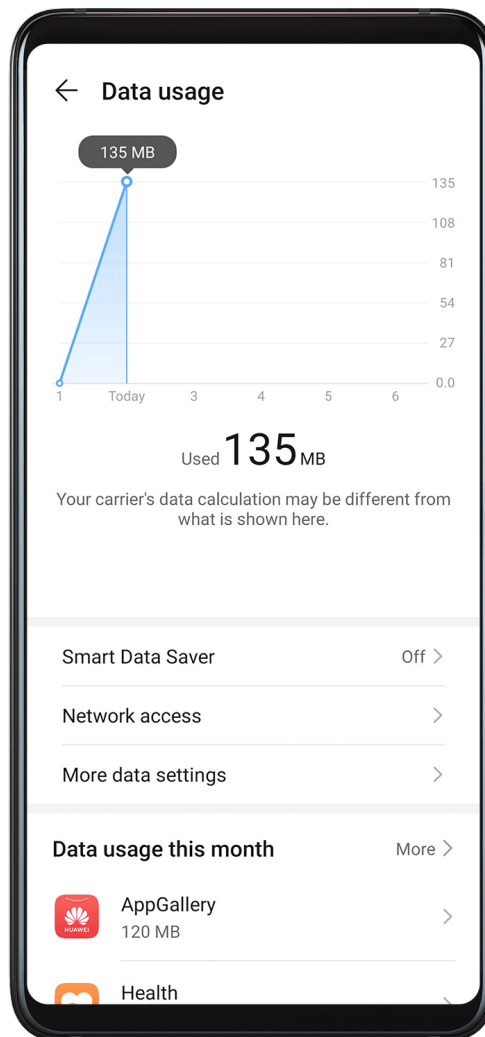 Data usage
135 MB
135
108
81
54
27
0.0
1 Today 3 4 5 6
Used 135 MB
Your carrier's data calculation may be different from
what is shown here.
Smart Data Saver Off
Network access
More data settings
Data usage this month More
AppGallery
HUAWEI
120 MB
Health